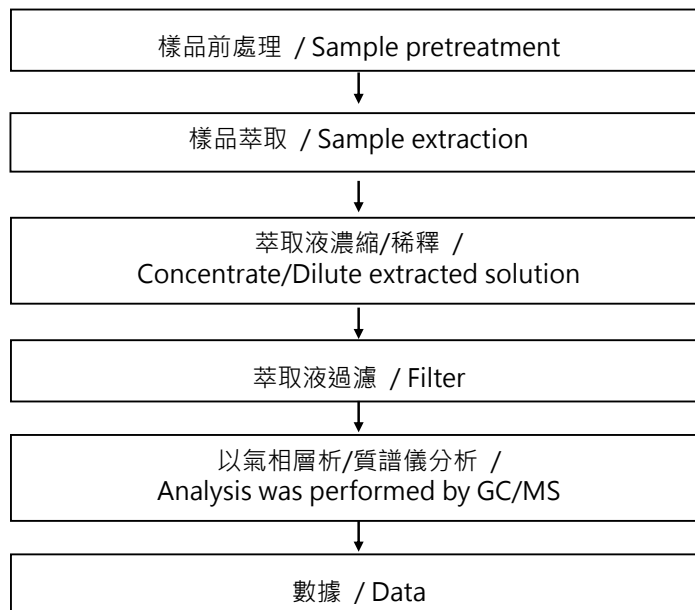 樣品前處理 / Sample pretreatment
樣品萃取 / Sample extraction
萃取液濃縮/稀釋 /
Concentrate/Dilute extracted solution
萃取液過濾 / Filter
以氣相層析/質譜儀分析 /
Analysis was performed by GC/MS
數據 / Data